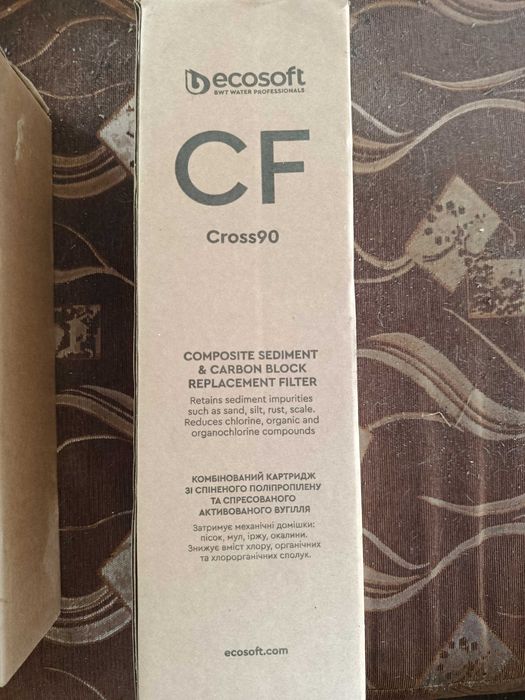 ecosoft
BWT WATER PROFESSIONALS
CF
Cross90
COMPOSITE SEDIMENT
& CARBON BLOCK
REPLACEMENT FILTER
Retains sediment impurities
such as sand, silt, rust, scale.
Reduces chlorine, organic and
organochlorine compounds
КОМБІНОВАНИЙ КАРТРИДЖ
ЗІ СПІНЕНОГО ПОЛІПРОПІЛЕНУ
ТА СПРЕСОВАНОГО
АКТИВОВАНОГО ВУГІЛЛЯ
Затримує механічні домішки:
пісок, мул, іржу, окалини.
Знижує вміст хлору, органічних
та хлорорганічних сполук.
ecosoft.com